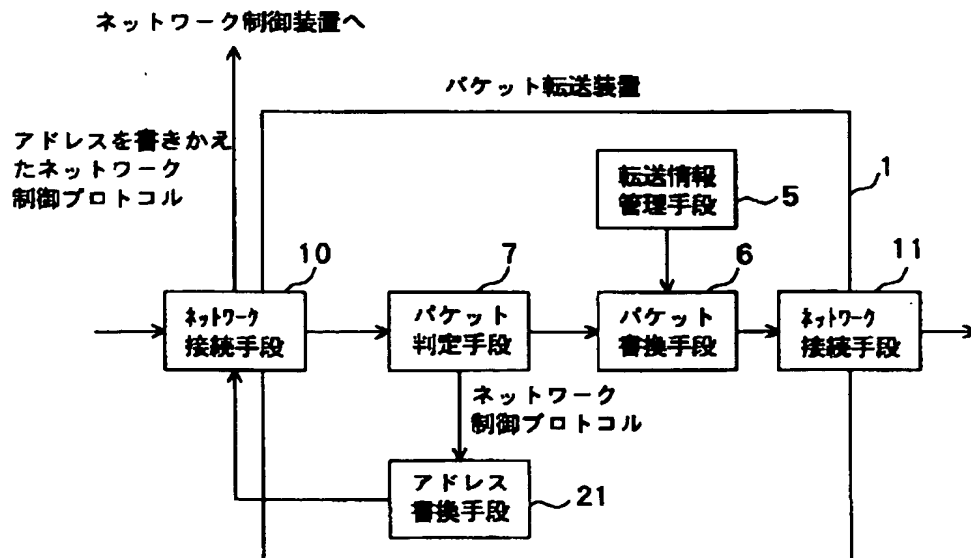 ネットワーク制御装置へ
パケット転送装置
アドレスを書きかえ
たネットワーク
制御プロトコル
転送情報
管理手段
5
1
10
7
6
11
ネットワーク
接続手段
パケット
判定手段
パケット
書換手段
ネットワーク
接続手段
ネットワーク
制御プロトコル
アドレス
書換手段
21